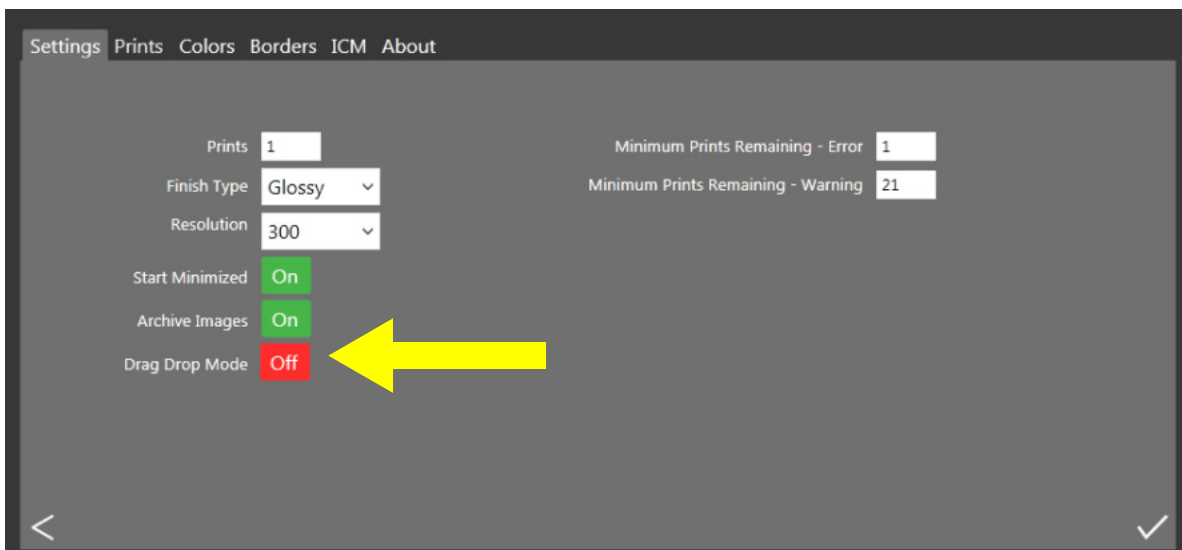 Settings Prints Colors Borders ICM About
Prints 1
Minimum Prints Remaining - Error 1
Finish Type Glossy
Minimum Prints Remaining - Warning 21
Resolution 300
Start Minimized On
Archive Images On
Drag Drop Mode Off